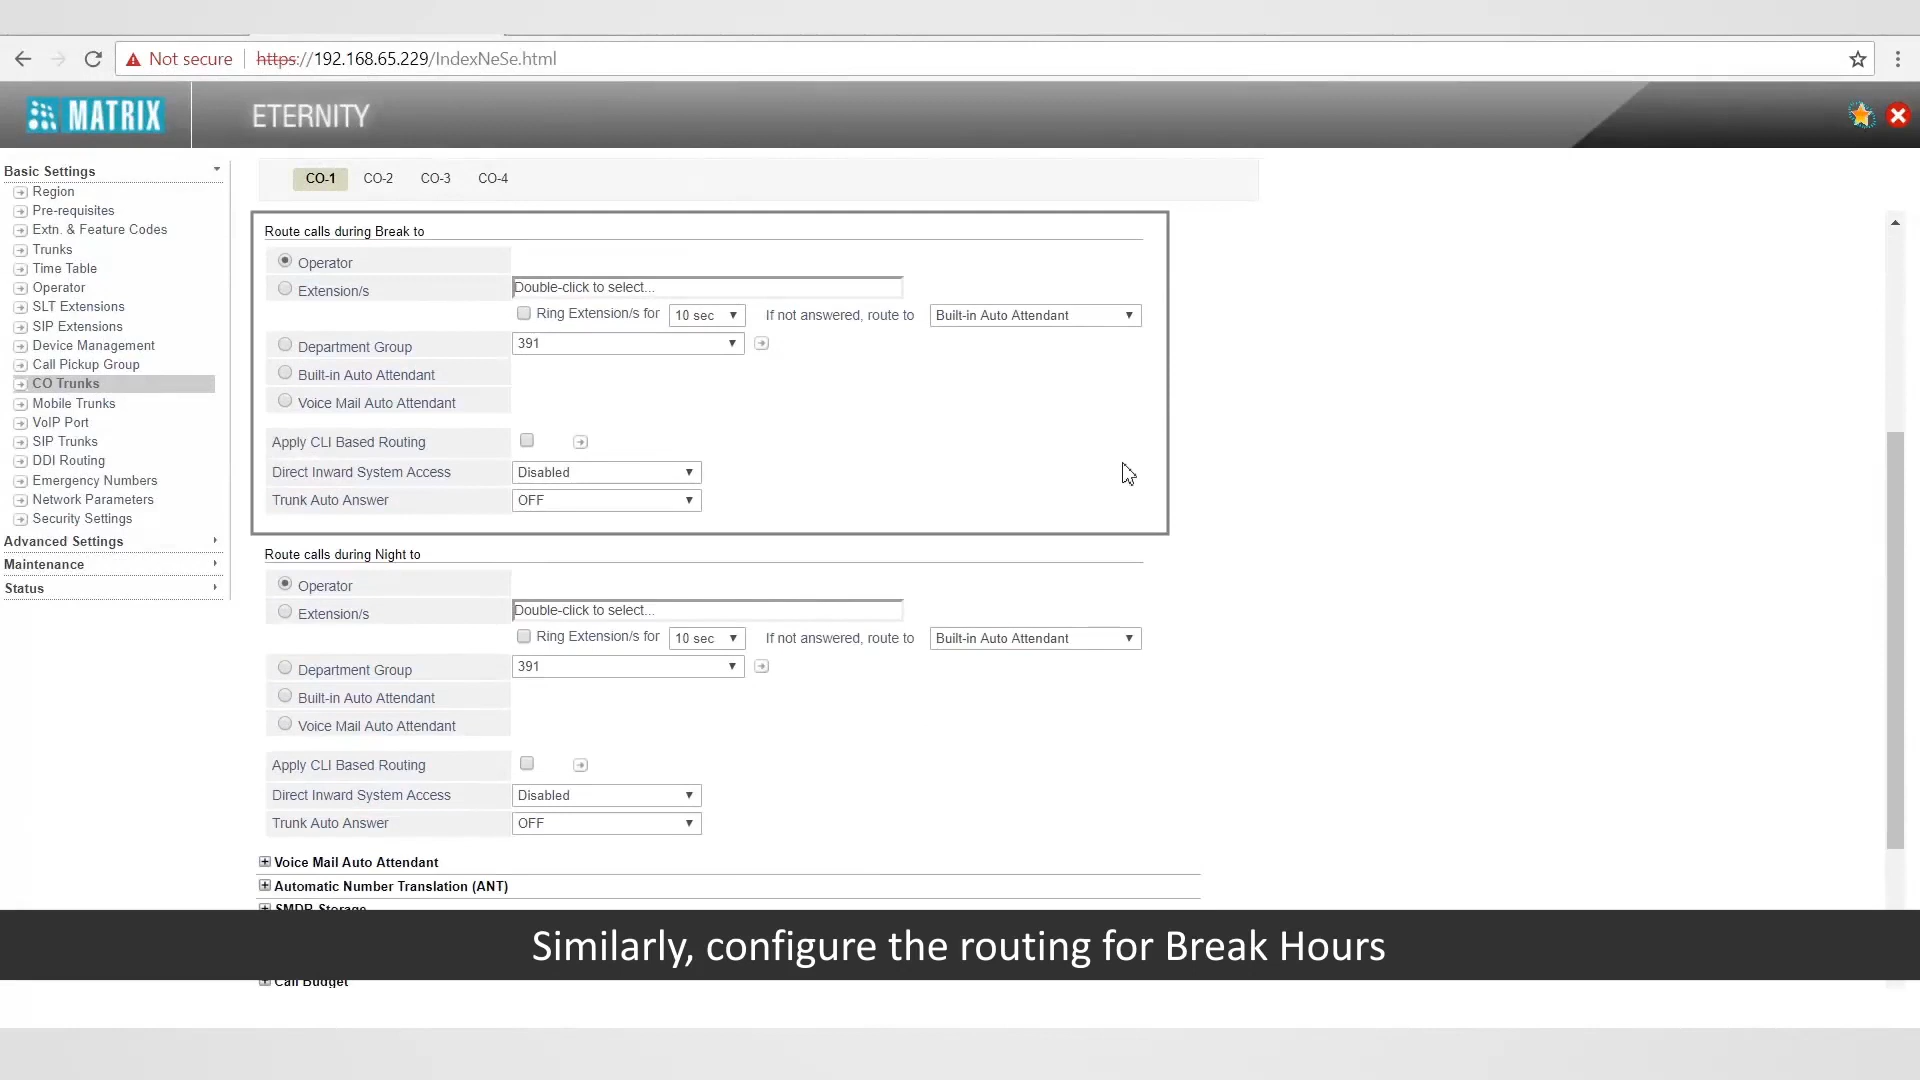 Not secure https://192.168.65.229/IndexNeSe.html
MATRIX ETERNITY
Basic Settings
Region
Pre-requisites
Extn. & Feature Codes
Trunks
Time Table
Operator
SLT Extensions
SIP Extensions
Device Management
Call Pickup Group
CO Trunks
Mobile Trunks
VoIP Port
SIP Trunks
DDI Routing
Emergency Numbers
Network Parameters
Security Settings
Advanced Settings
Maintenance
Status
CO-1 CO-2 CO-3 CO-4
Route calls during Break to
Operator
Extension/s Double-click to select...
Ring Extension/s for 10 sec If not answered, route to Built-in Auto Attendant
Department Group 391
Built-in Auto Attendant
Voice Mail Auto Attendant
Apply CLI Based Routing
Direct Inward System Access Disabled
Trunk Auto Answer OFF
Route calls during Night to
Operator
Extension/s Double-click to select...
Ring Extension/s for 10 sec If not answered, route to Built-in Auto Attendant
Department Group 391
Built-in Auto Attendant
Voice Mail Auto Attendant
Apply CLI Based Routing
Direct Inward System Access Disabled
Trunk Auto Answer OFF
Voice Mail Auto Attendant
Automatic Number Translation (ANT)
SMDR Storage
Similarly, configure the routing for Break Hours
Call Budget